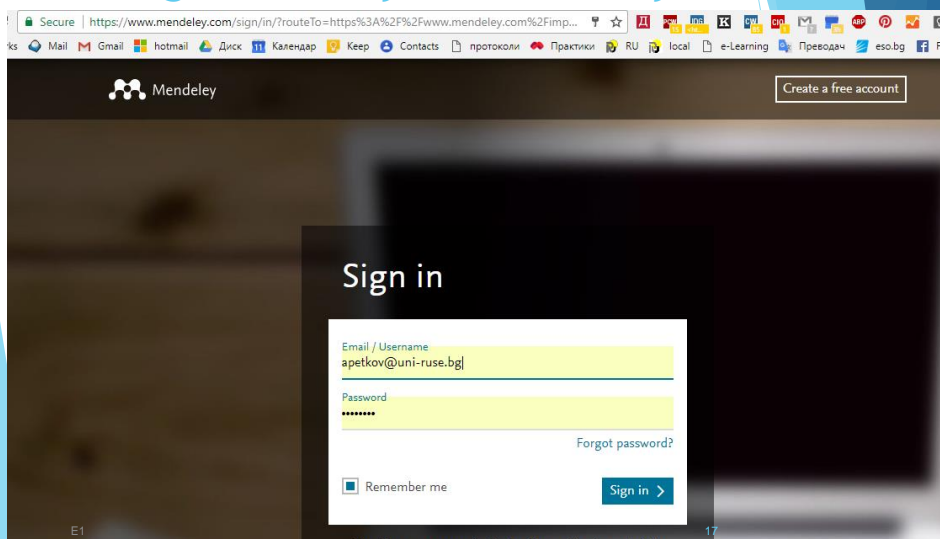 Secure | https://www.mendeley.com/sign/in/?routeTo=https%3A%2F%2Fwww.mendeley.com%2Fimp...
Mail Gmail hotmail Диск Календар Keep Contacts протоколи Практики RU local e-Learning Преводач eso.bg
Mendeley
Create a free account
Sign in
Email / Username
apetkov@uni-ruse.bg
Password
••••••••
Forgot password?
Remember me
Sign in >
E1
17